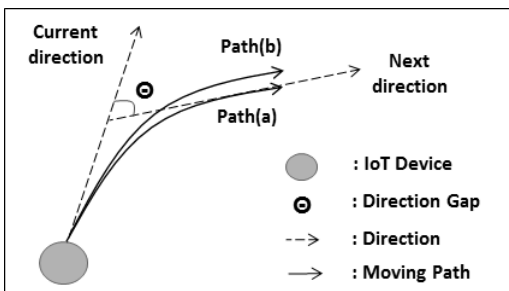 Current
direction
Path(b)
Next
direction
Θ
Path(a)
: IoT Device
Θ : Direction Gap
: Direction
: Moving Path